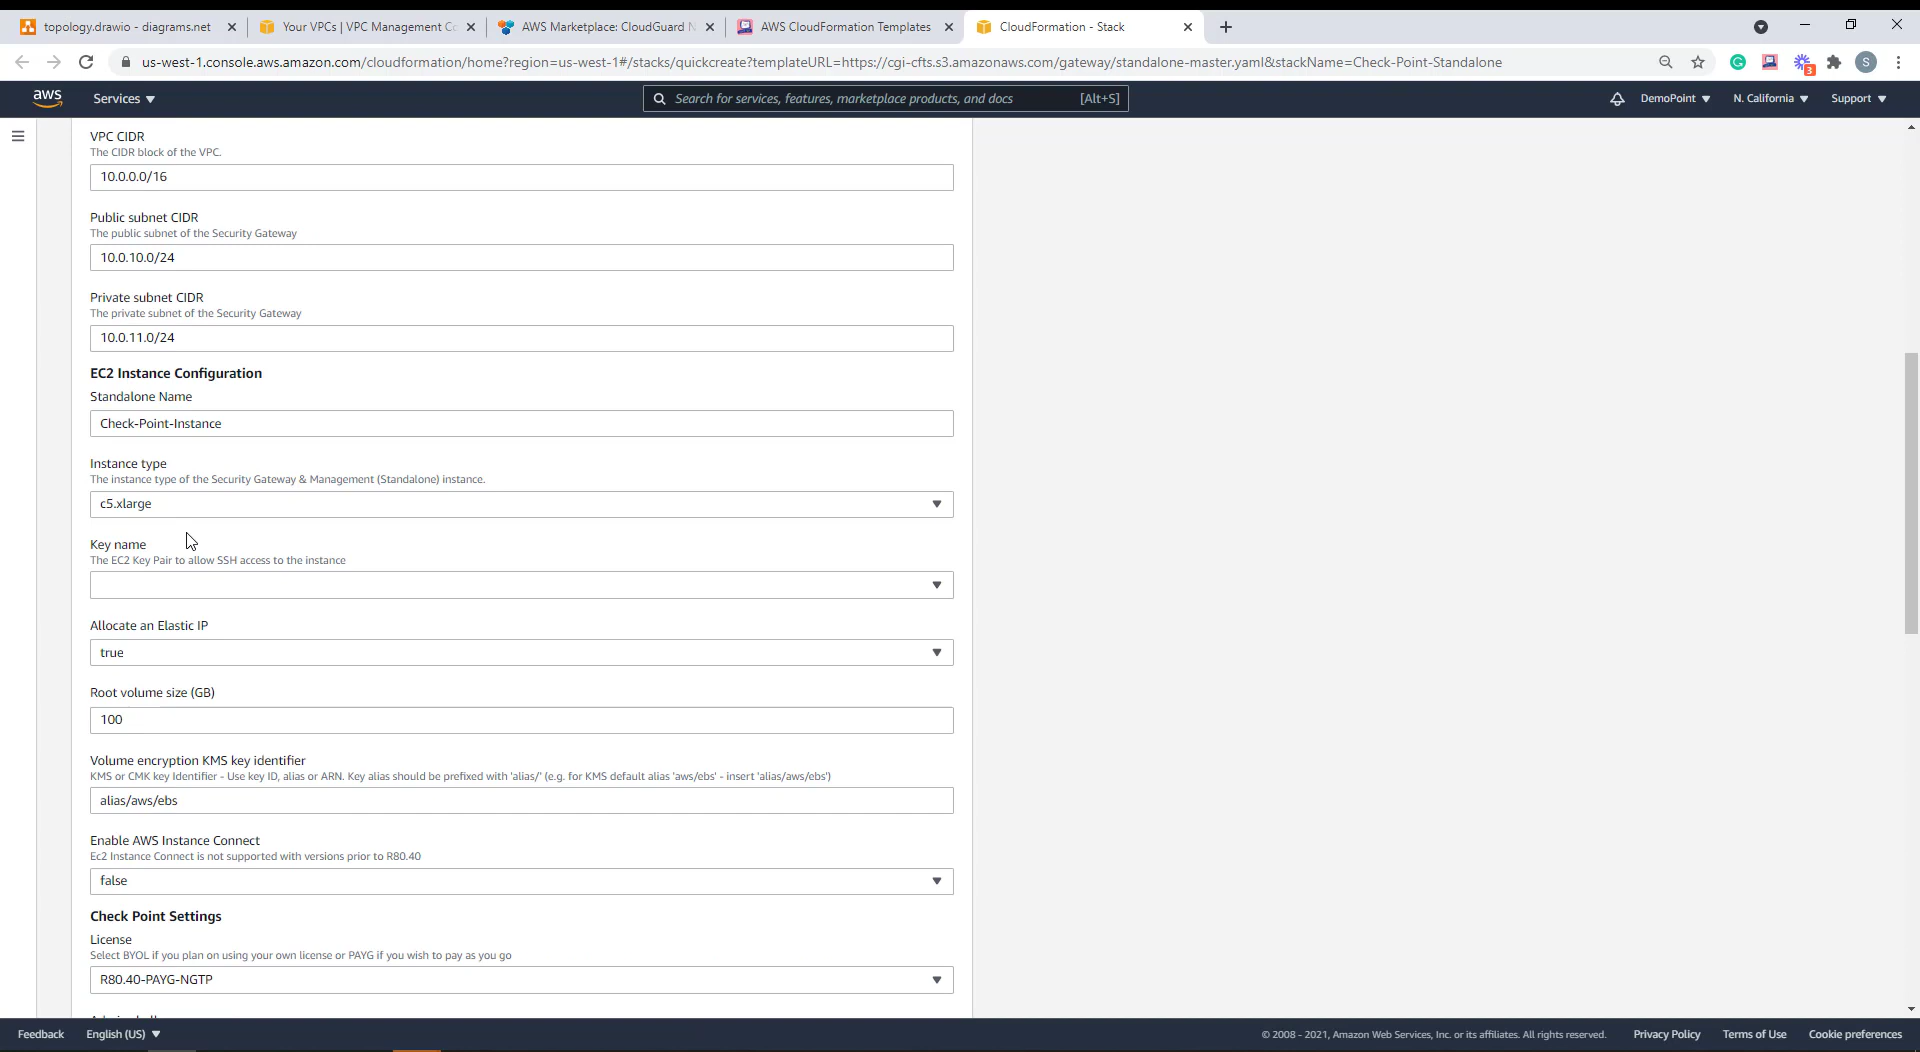 topology.drawio - diagrams.net
Your VPCs | VPC Management Co
AWS Marketplace: CloudGuard N
AWS CloudFormation Templates
CloudFormation - Stack
us-west-1.console.aws.amazon.com/cloudformation/home?region=us-west-1#/stacks/quickcreate?templateURL=https://cgi-cfts.s3.amazonaws.com/gateway/standalone-master.yaml&stackName=Check-Point-Standalone
3
S
aws
Services
Search for services, features, marketplace products, and docs
[Alt+S]
DemoPoint
N. California
Support
VPC CIDR
The CIDR block of the VPC.
10.0.0.0/16
Public subnet CIDR
The public subnet of the Security Gateway
10.0.10.0/24
Private subnet CIDR
The private subnet of the Security Gateway
10.0.11.0/24
EC2 Instance Configuration
Standalone Name
Check-Point-Instance
Instance type
The instance type of the Security Gateway & Management (Standalone) instance.
c5.xlarge
Key name
The EC2 Key Pair to allow SSH access to the instance
Allocate an Elastic IP
true
Root volume size (GB)
100
Volume encryption KMS key identifier
KMS or CMK key Identifier - Use key ID, alias or ARN. Key alias should be prefixed with 'alias/' (e.g. for KMS default alias 'aws/ebs' - insert 'alias/aws/ebs')
alias/aws/ebs
Enable AWS Instance Connect
Ec2 Instance Connect is not supported with versions prior to R80.40
false
Check Point Settings
License
Select BYOL if you plan on using your own license or PAYG if you wish to pay as you go
R80.40-PAYG-NGTP
Feedback
English (US)
© 2008 - 2021, Amazon Web Services, Inc. or its affiliates. All rights reserved.
Privacy Policy
Terms of Use
Cookie preferences